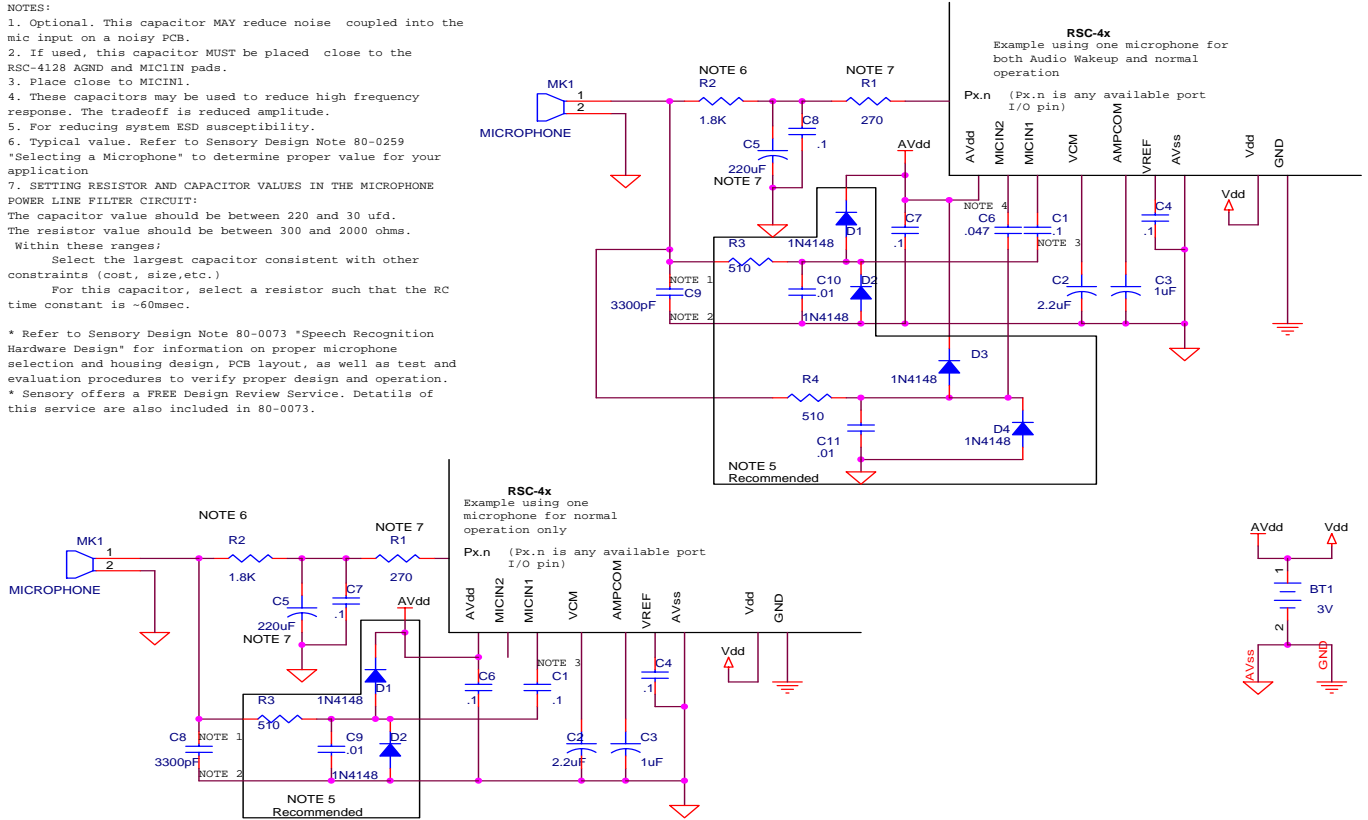 NOTES:
1. Optional. This capacitor MAY reduce noise coupled into the
mic input on a noisy PCB.
2. If used, this capacitor MUST be placed close to the
RSC-4128 AGND and MIC1IN pads.
3. Place close to MICIN1.
4. These capacitors may be used to reduce high frequency
response. The tradeoff is reduced amplitude.
5. For reducing system ESD susceptibility.
6. Typical value. Refer to Sensory Design Note 80-0259
"Selecting a Microphone" to determine proper value for your
application
7. SETTING RESISTOR AND CAPACITOR VALUES IN THE MICROPHONE
POWER LINE FILTER CIRCUIT:
The capacitor value should be between 220 and 30 ufd.
The resistor value should be between 300 and 2000 ohms.
Within these ranges;
Select the largest capacitor consistent with other
constraints (cost, size,etc.)
For this capacitor, select a resistor such that the RC
time constant is ~60msec.
* Refer to Sensory Design Note 80-0073 "Speech Recognition
Hardware Design" for information on proper microphone
selection and housing design, PCB layout, as well as test and
evaluation procedures to verify proper design and operation.
* Sensory offers a FREE Design Review Service. Detatils of
this service are also included in 80-0073.
RSC-4x
Example using one microphone for
both Audio Wakeup and normal
operation
Px.n (Px.n is any available port
I/O pin)
AVdd
MICIN2
MICIN1
VCM
AMPCOM
VREF
AVss
Vdd
GND
MK1
1
2
MICROPHONE
NOTE 6
R2
1.8K
NOTE 7
R1
270
C8
.1
C5
220uF
NOTE 7
AVdd
D1
1N4148
C7
.1
NOTE 4
C6
.047
C1
.1
NOTE 3
C4
.1
Vdd
R3
510
NOTE 1
C9
3300pF
NOTE 2
C10
.01
D2
1N4148
C2
2.2uF
C3
1uF
D3
1N4148
R4
510
C11
.01
D4
1N4148
NOTE 5
Recommended
RSC-4x
Example using one
microphone for normal
operation only
Px.n (Px.n is any available port
I/O pin)
AVdd
MICIN2
MICIN1
VCM
AMPCOM
VREF
AVss
Vdd
GND
MK1
1
2
MICROPHONE
NOTE 6
R2
1.8K
NOTE 7
R1
270
C7
.1
C5
220uF
NOTE 7
AVdd
D1
1N4148
C6
.1
NOTE 3
C1
.1
C4
.1
Vdd
R3
510
NOTE 1
C8
3300pF
NOTE 2
C9
.01
D2
1N4148
C2
2.2uF
C3
1uF
NOTE 5
Recommended
AVdd
Vdd
1
BT1
3V
2
AVss
GND